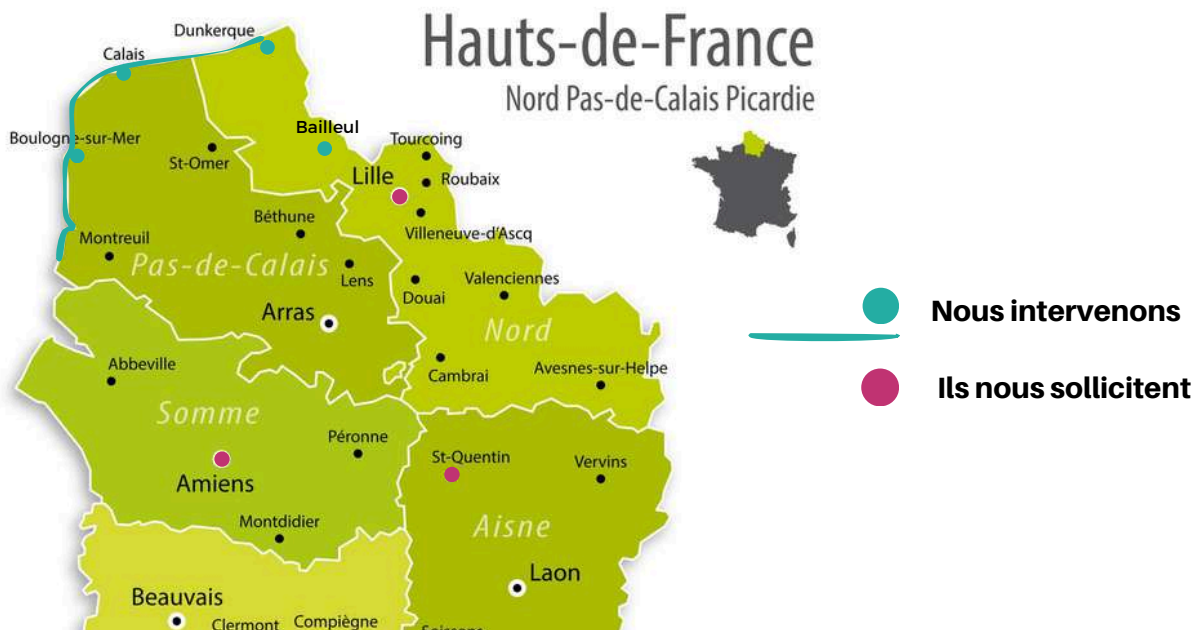 Hauts-de-France
Nord Pas-de-Calais Picardie
Dunkerque
Calais
Boulogne-sur-Mer
St-Omer
Bailleul
Tourcoing
Lille
Roubaix
Villeneuve-d'Ascq
Béthune
Montreuil
Pas-de-Calais
Lens
Douai
Valenciennes
Arras
Nord
Nous intervenons
Abbeville
Cambrai
Avesnes-sur-Helpe
Ils nous sollicitent
Somme
Péronne
St-Quentin
Vervins
Amiens
Montdidier
Aisne
Laon
Beauvais
Clermont
Compiègne